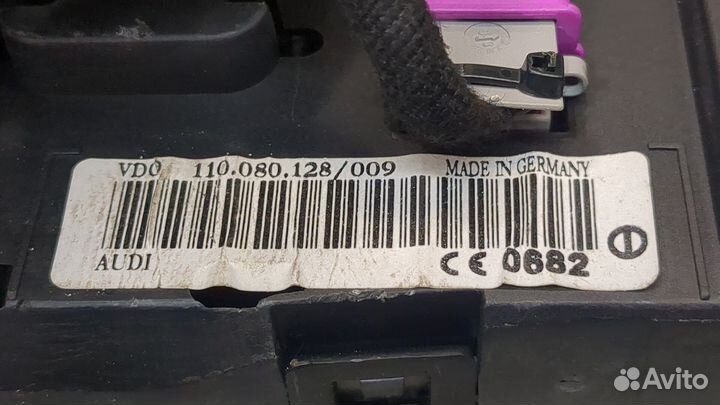 VDO 110.080.128/009 MADE IN GERMANY
AUDI CE 0682
Avito